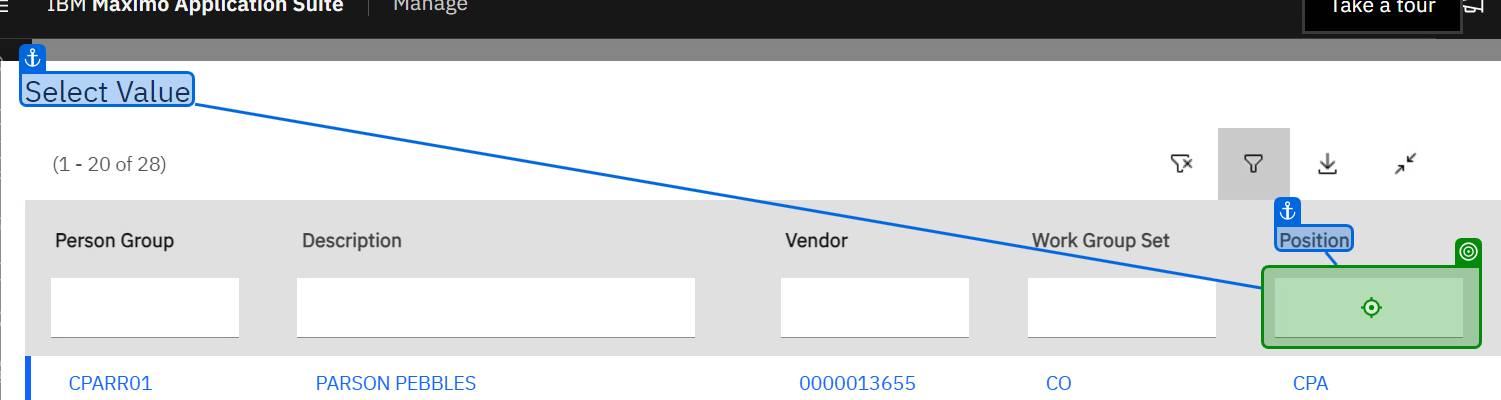 IBM Maximo Application Suite Manage Take a tour
Select Value
(1 - 20 of 28)
Person Group Description Vendor Work Group Set Position
CPARR01 PARSON PEBBLES 0000013655 CO CPA